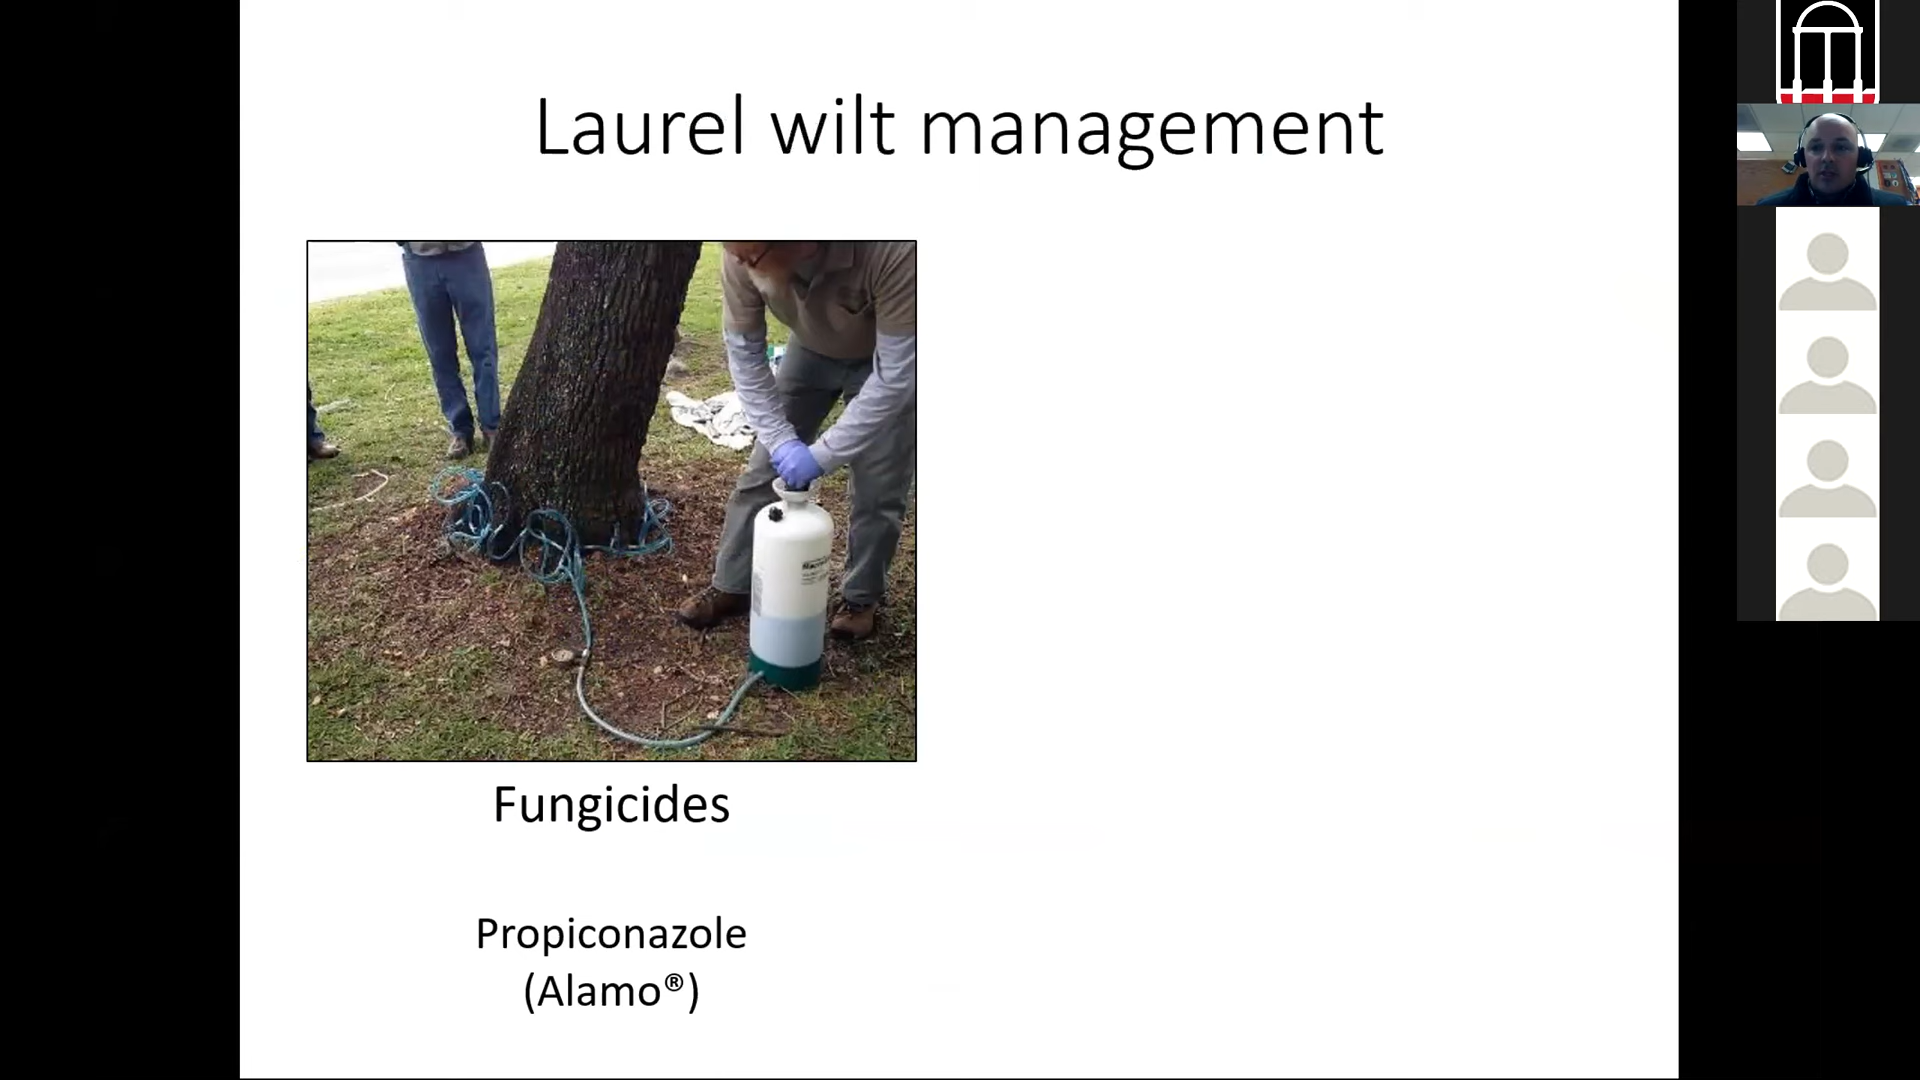 Laurel wilt management
Fungicides
Propiconazole
(Alamo®)